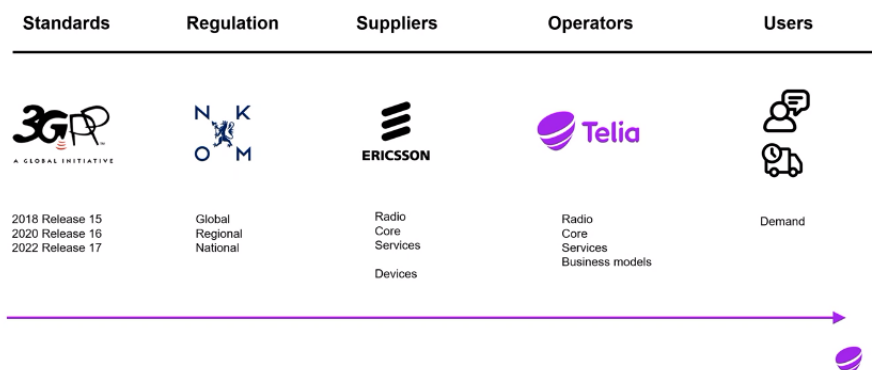 Standards
Regulation
Suppliers
Operators
Users
3GPP
A GLOBAL INITIATIVE
N K
O M
ERICSSON
Telia
2018 Release 15
2020 Release 16
2022 Release 17
Global
Regional
National
Radio
Core
Services
Devices
Radio
Core
Services
Business models
Demand